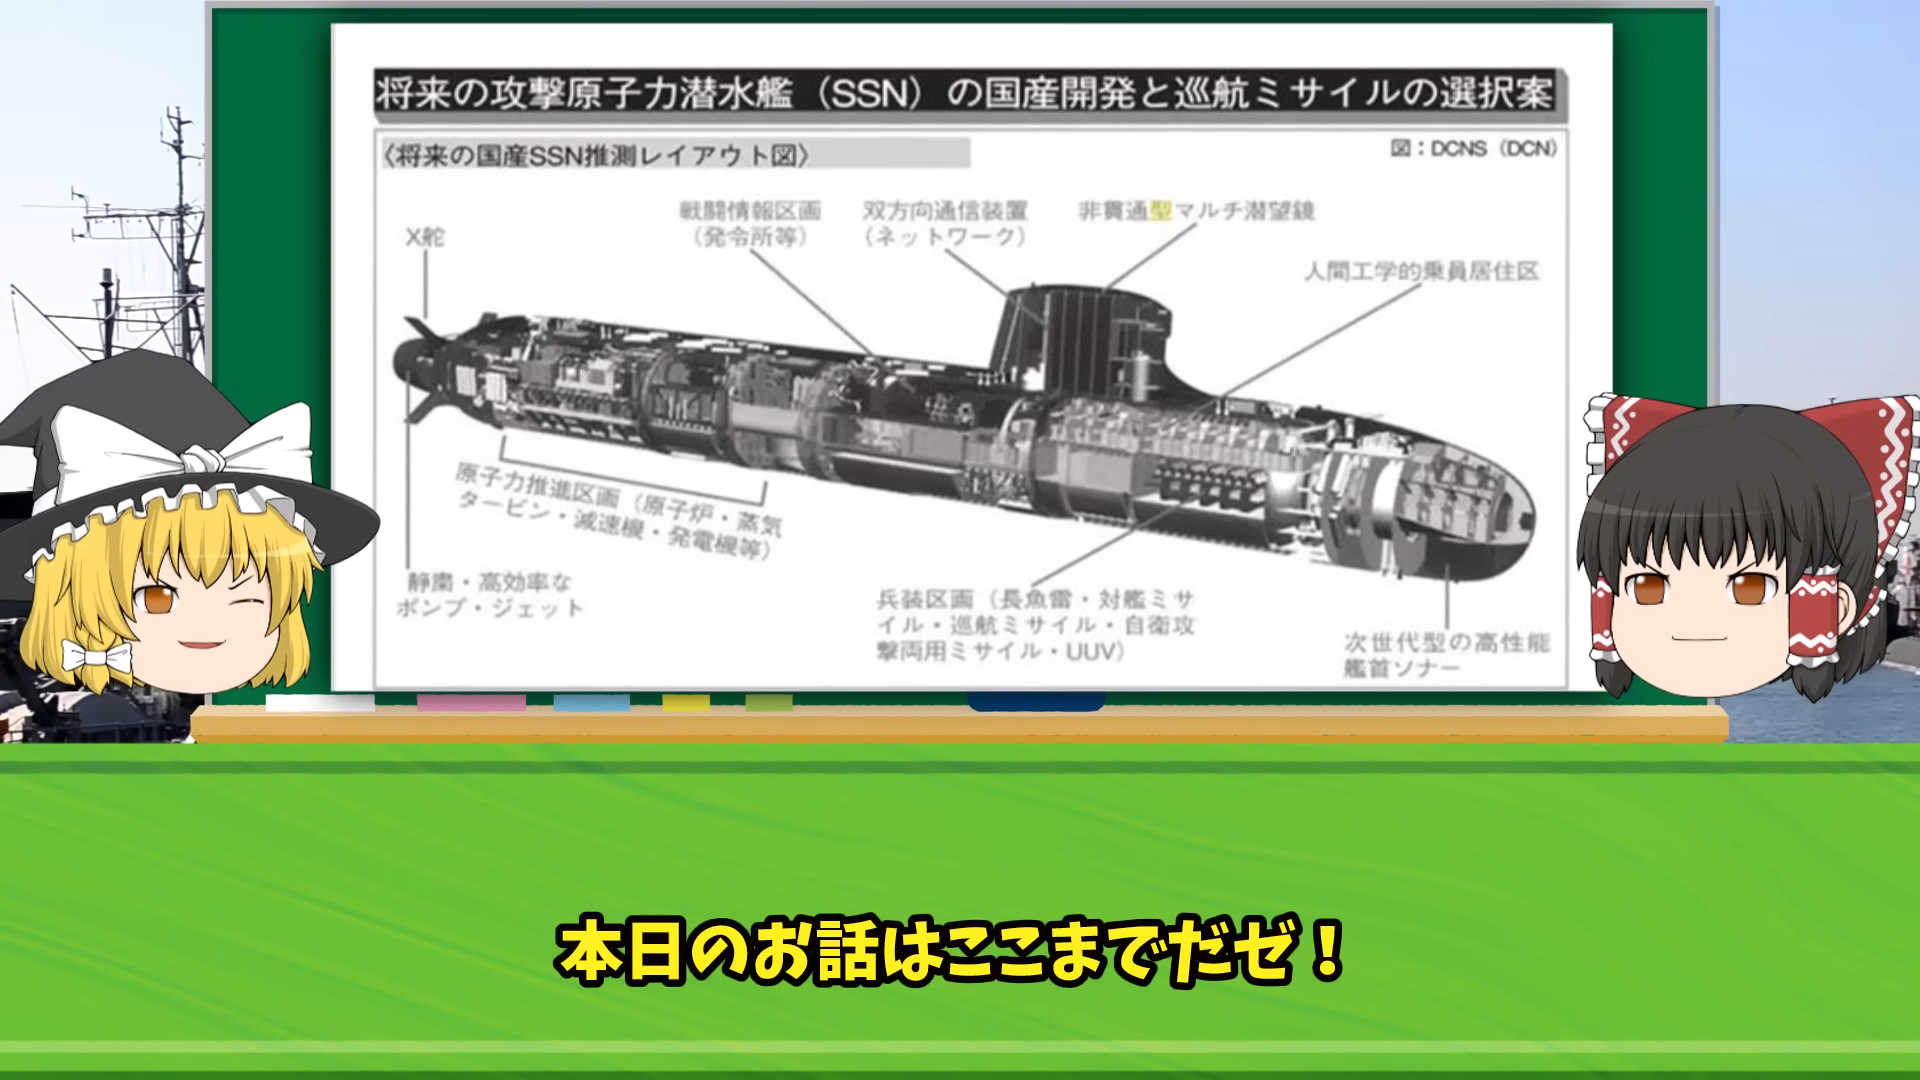 将来の攻撃原子力潜水艦（SSN）の国産開発と巡航ミサイルの選択案
〈将来の国産SSN推測レイアウト図〉
図：DCNS（DCN）
X舵
戦闘情報区画
（発令所等）
双方向通信装置
（ネットワーク）
非貫通型マルチ潜望鏡
人間工学的乗員居住区
原子力推進区画（原子炉・蒸気
タービン・減速機・発電機等）
静粛・高効率な
ポンプ・ジェット
兵装区画（長魚雷・対艦ミサ
イル・巡航ミサイル・自衛攻
撃両用ミサイル・UUV）
次世代型の高性能
艦首ソナー
本日のお話はここまでだゼ！